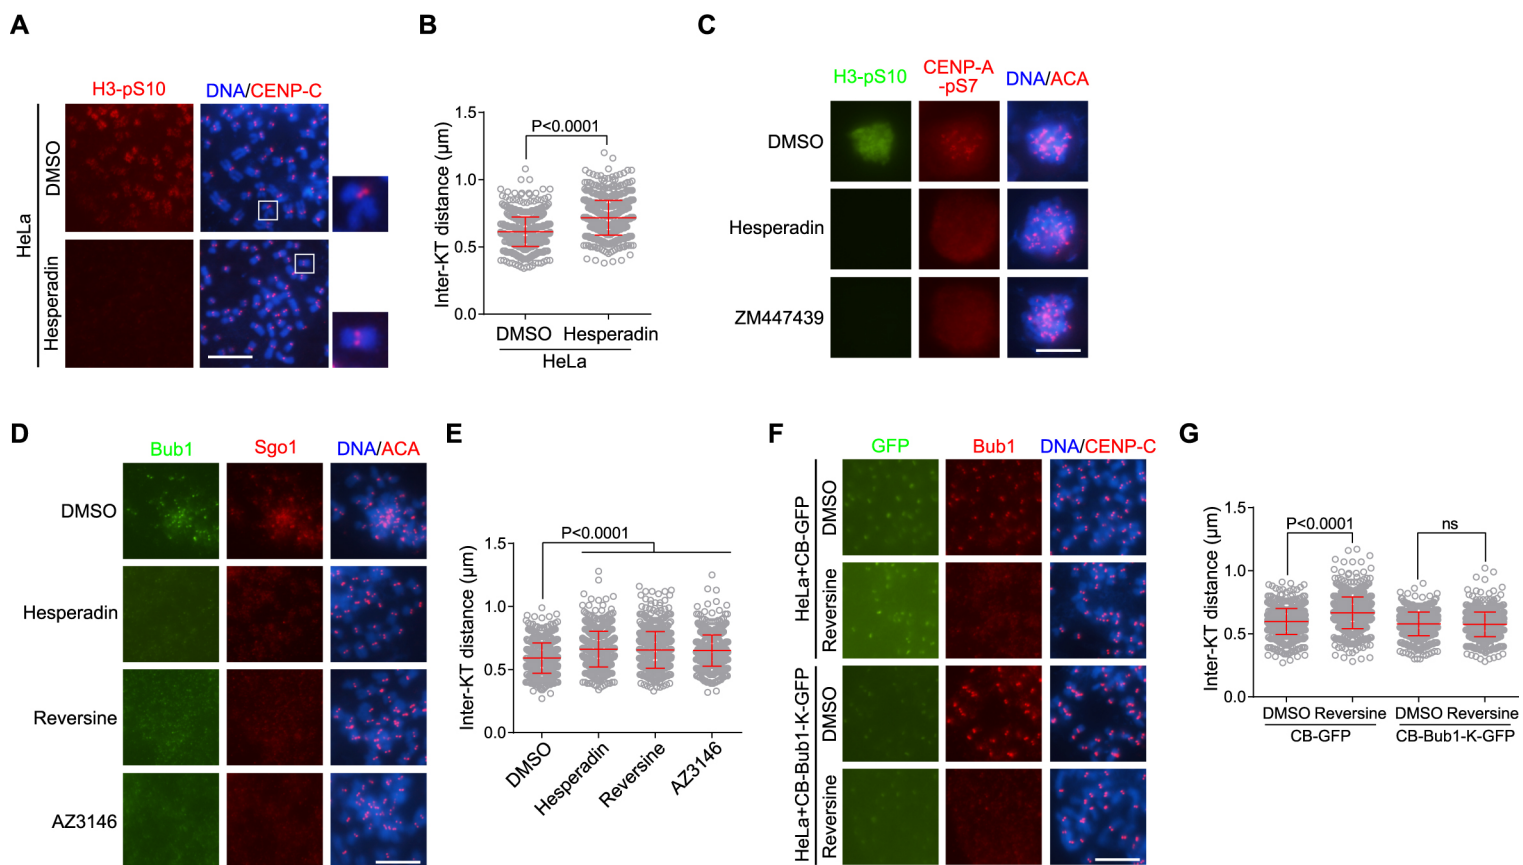 A
H3-pS10
DNA/CENP-C
HeLa
DMSO
Hesperadin
B
Inter-KT distance (μm)
1.5
1.0
0.5
0.0
P<0.0001
DMSO Hesperadin
HeLa
C
H3-pS10
CENP-A
-pS7
DNA/ACA
DMSO
Hesperadin
ZM447439
D
Bub1
Sgo1
DNA/ACA
DMSO
Hesperadin
Reversine
AZ3146
E
Inter-KT distance (μm)
1.5
1.0
0.5
0.0
P<0.0001
DMSO
Hesperadin
Reversine
AZ3146
F
GFP
Bub1
DNA/CENP-C
HeLa+CB-GFP
DMSO
Reversine
HeLa+CB-Bub1-K-GFP
DMSO
Reversine
G
Inter-KT distance (μm)
1.5
1.0
0.5
0.0
P<0.0001
ns
DMSO Reversine
CB-GFP
DMSO Reversine
CB-Bub1-K-GFP